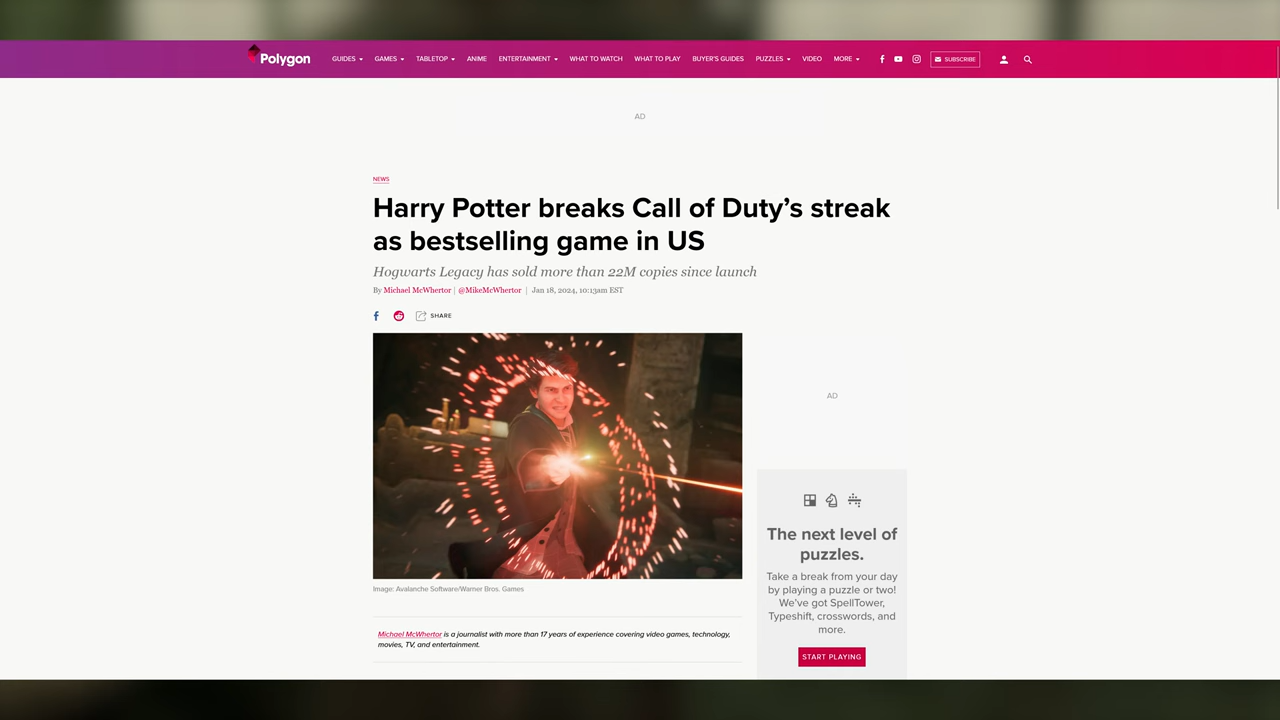 Polygon
GUIDES GAMES TABLETOP ANIME ENTERTAINMENT WHAT TO WATCH WHAT TO PLAY BUYER'S GUIDES PUZZLES VIDEO MORE SUBSCRIBE
AD
NEWS
Harry Potter breaks Call of Duty’s streak
as bestselling game in US
Hogwarts Legacy has sold more than 22M copies since launch
By Michael McWhertor | @MikeMcWhertor | Jan 18, 2024, 10:13am EST
SHARE
AD
Image: Avalanche Software/Warner Bros. Games
Michael McWhertor is a journalist with more than 17 years of experience covering video games, technology,
movies, TV, and entertainment.
The next level of
puzzles.
Take a break from your day
by playing a puzzle or two!
We’ve got SpellTower,
Typeshift, crosswords, and
more.
START PLAYING